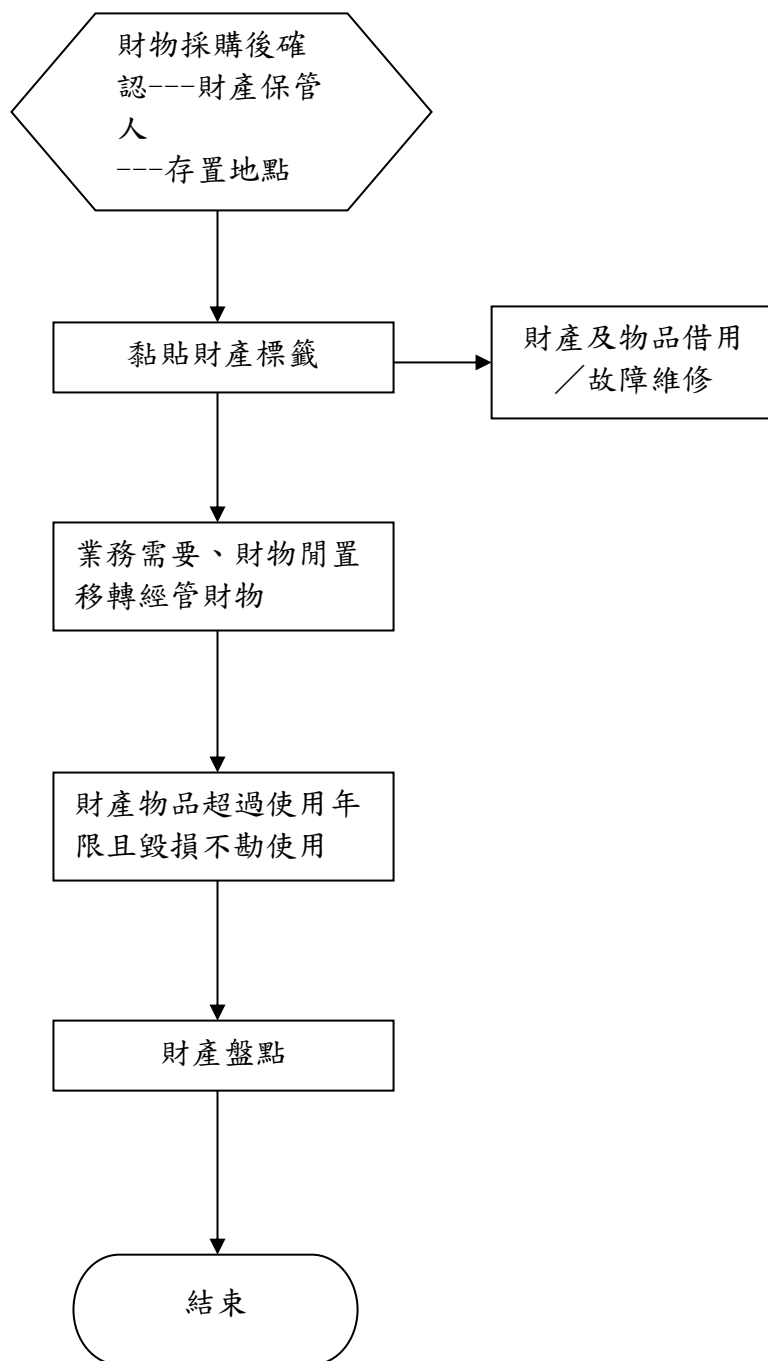 財物採購後確
認---財產保管
人
---存置地點
黏貼財產標籤
財產及物品借用
／故障維修
業務需要、財物閒置
移轉經管財物
財產物品超過使用年
限且毀損不勘使用
財產盤點
結束